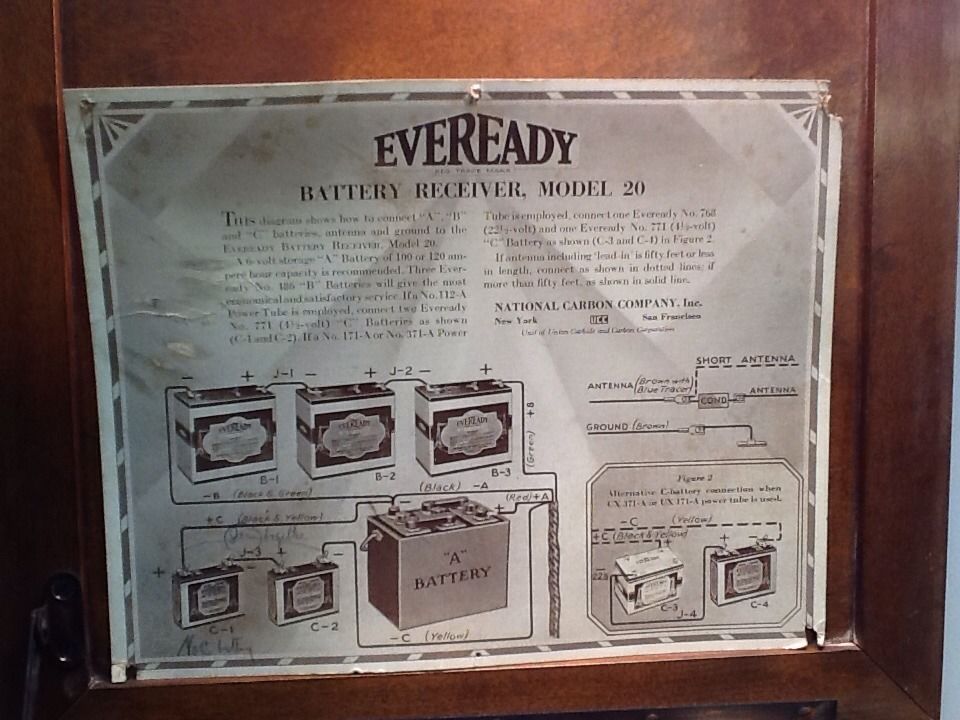 EVEREADY
REG. TRADE MARK
BATTERY RECEIVER, MODEL 20
THIS diagram shows how to connect "A", "B"
and "C" batteries, antenna and ground to the
EVEREADY BATTERY RECEIVER, Model 20.
A 6-volt storage "A" Battery of 100 or 120 am-
pere hour capacity is recommended. Three Ever-
eady No. 486 "B" Batteries will give the most
economical and satisfactory service. If a No. 112-A
Power Tube is employed, connect two Eveready
No. 771 (4½-volt) "C" Batteries as shown
(C-1 and C-2). If a No. 171-A or No. 371-A Power
Tube is employed, connect one Eveready No. 768
(22½-volt) and one Eveready No. 771 (4½-volt)
"C" Battery as shown (C-3 and C-4) in Figure 2.
If antenna including 'lead-in' is fifty feet or less
in length, connect as shown in dotted lines; if
more than fifty feet, as shown in solid line.
NATIONAL CARBON COMPANY, Inc.
New York UCC San Francisco
Unit of Union Carbide and Carbon Corporation
− + J-1 − + J-2 − +
EVEREADY
EVEREADY
EVEREADY
B-1 B-2 B-3
+B (Green)
−B (Black & Green) (Black) −A
(Red) +A
− +
+C (Black & Yellow)
+ J-3 + −
"A"
BATTERY
C-1 C-2
−C (Yellow)
SHORT ANTENNA
ANTENNA (Brown with Blue Tracer) COND ANTENNA
GROUND (Brown)
Figure 2
Alternative C-battery connection when
CX 371-A or UX 171-A power tube is used.
−C (Yellow)
+C (Black & Yellow)
+ + −
−22½
C-3 J-4 C-4